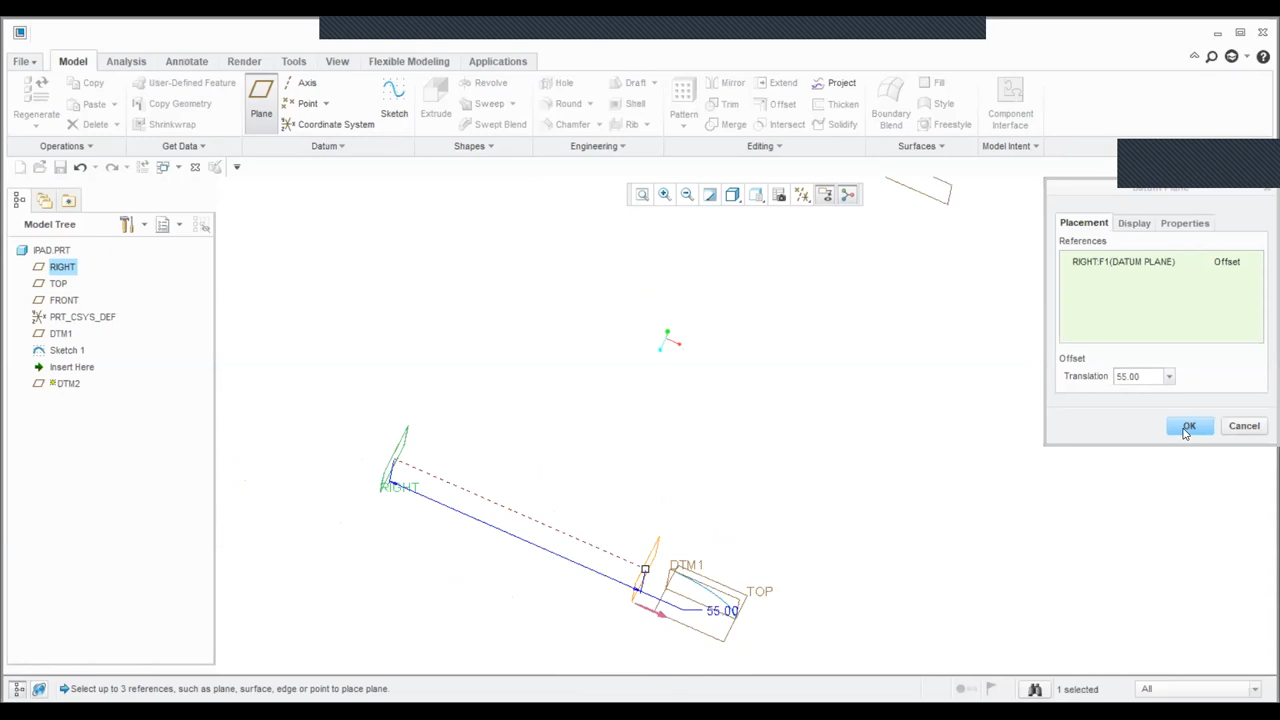 File Model Analysis Annotate Render Tools View Flexible Modeling Applications
Regenerate Copy Paste Delete User-Defined Feature Copy Geometry Shrinkwrap Plane Axis Point Coordinate System Sketch Extrude Revolve Sweep Swept Blend Hole Round Chamfer Draft Shell Rib Pattern Mirror Trim Merge Extend Offset Intersect Project Thicken Solidify Boundary Blend Fill Style Freestyle Component Interface
Operations Get Data Datum Shapes Engineering Editing Surfaces Model Intent
Model Tree
IPAD.PRT
RIGHT
TOP
FRONT
PRT_CSYS_DEF
DTM1
Sketch 1
Insert Here
DTM2
RIGHT
DTM1
TOP
55.00
Placement Display Properties
References
RIGHT:F1(DATUM PLANE) Offset
Offset
Translation 55.00
OK Cancel
Select up to 3 references, such as plane, surface, edge or point to place plane. 1 selected All